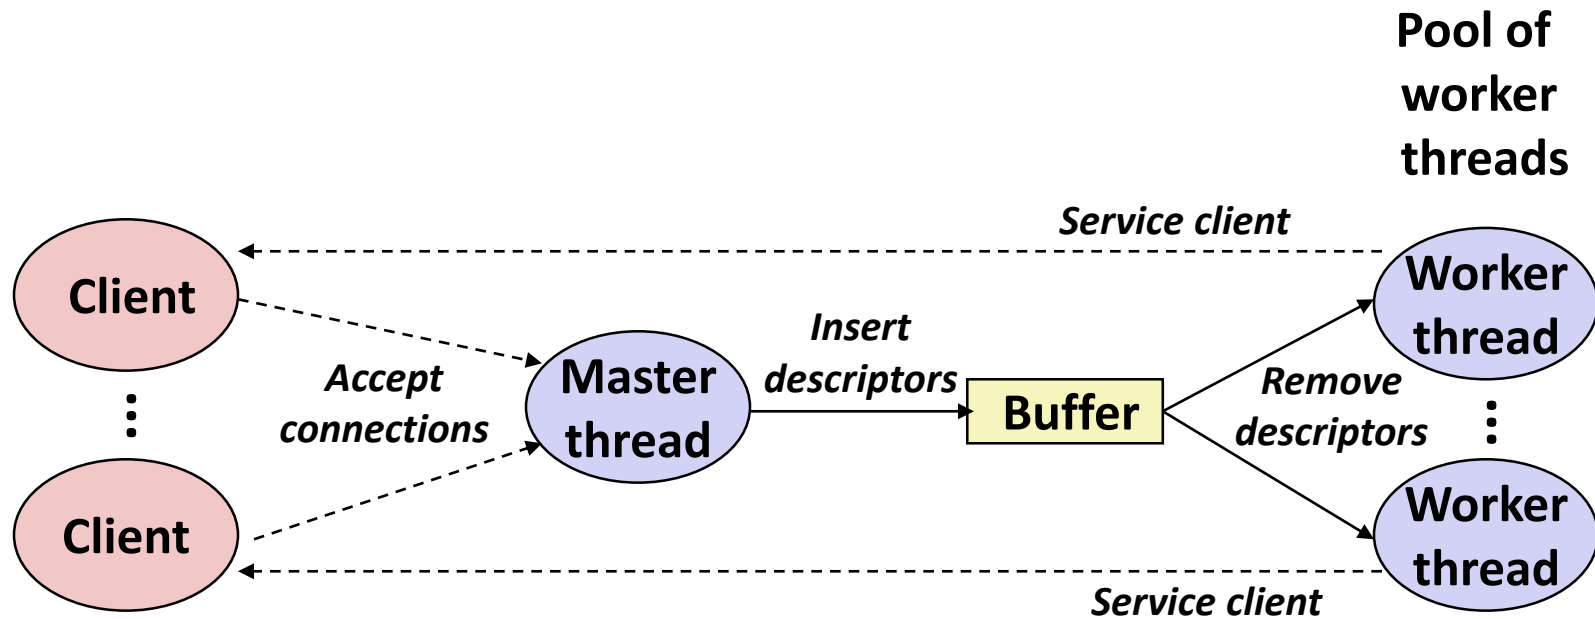 Pool of
worker
threads
Service client
Client
Worker
thread
Insert
descriptors
Accept
connections
Master
thread
Buffer
Remove
descriptors
Client
Worker
thread
Service client